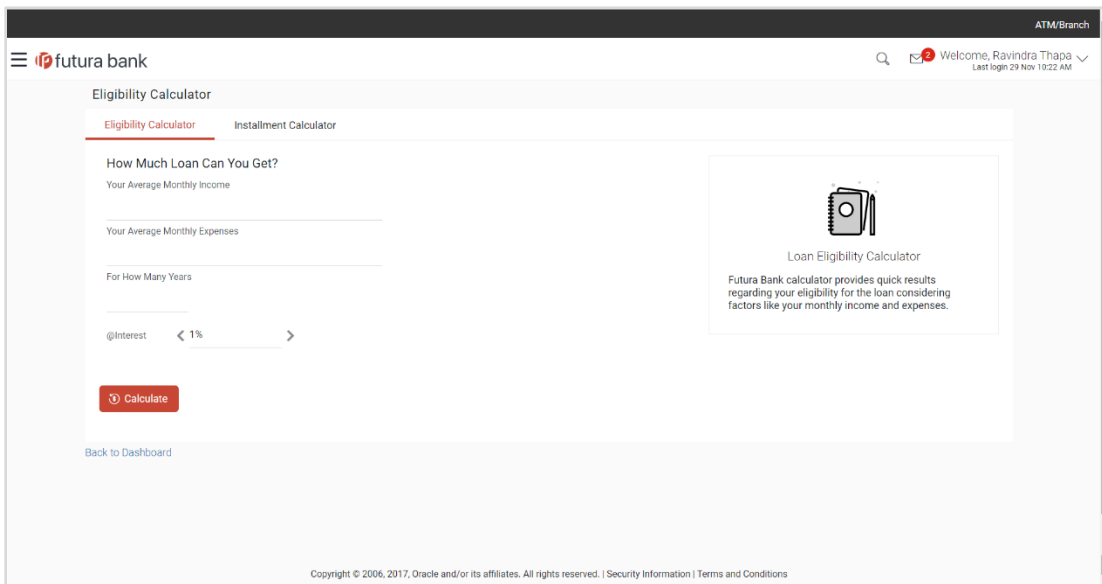 ATM/Branch
futura bank
2
Welcome, Ravindra Thapa
Last login 29 Nov 10:22 AM
Eligibility Calculator
Eligibility Calculator
Installment Calculator
How Much Loan Can You Get?
Your Average Monthly Income
Your Average Monthly Expenses
For How Many Years
@Interest
1%
Calculate
Loan Eligibility Calculator
Futura Bank calculator provides quick results
regarding your eligibility for the loan considering
factors like your monthly income and expenses.
Back to Dashboard
Copyright © 2006, 2017, Oracle and/or its affiliates. All rights reserved. | Security Information | Terms and Conditions